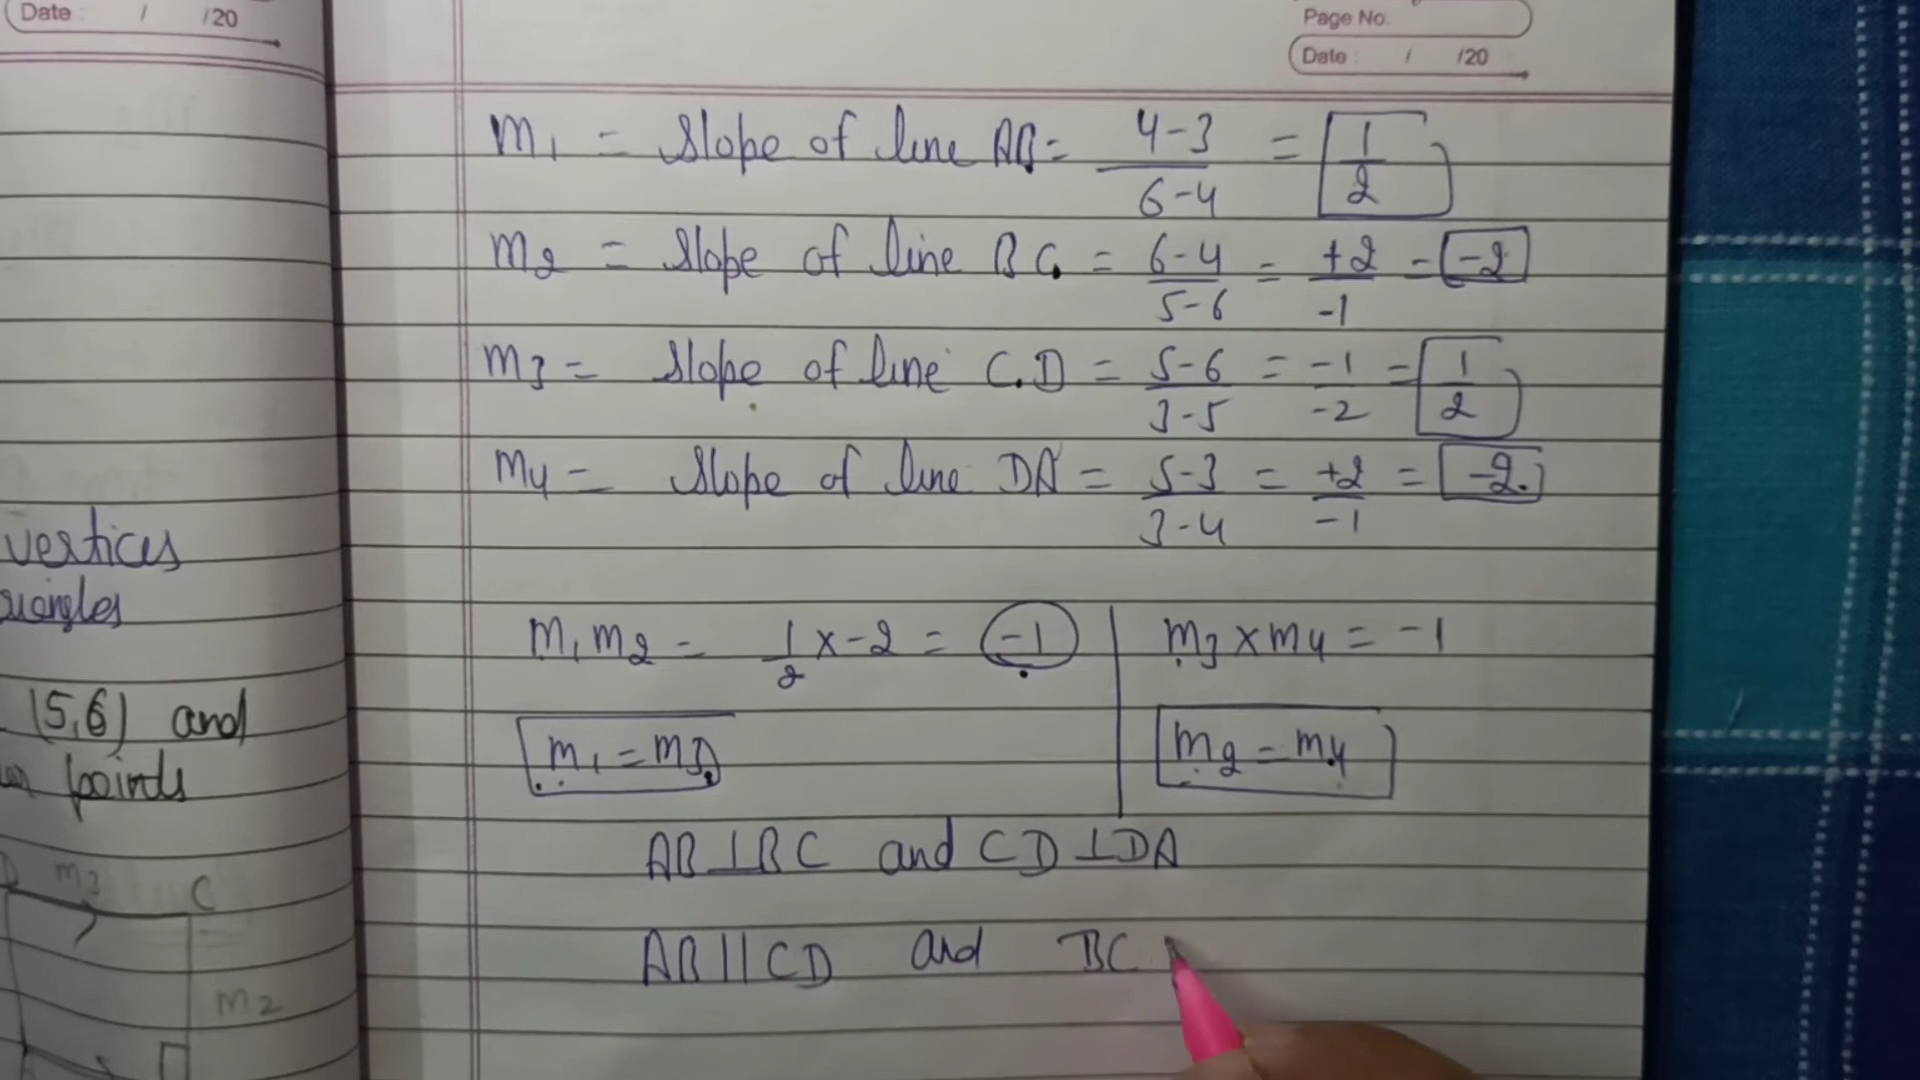 Date : / /20
vertices
(5,6) and
points
D m3 C
m2
Page No.
Date : / /20
m1 = Slope of line AB = 4-3/6-4 = 1/2
m2 = Slope of line BC = 6-4/5-6 = +2/-1 = -2
m3 = Slope of line C.D = 5-6/3-5 = -1/-2 = 1/2
m4 = Slope of line DA = 5-3/3-4 = +2/-1 = -2.
m1 m2 = 1/2 x -2 = -1 | m3 x m4 = -1
m1 = m3 m2 = m4
AB ⊥ BC and CD ⊥ DA
AB || CD and BC